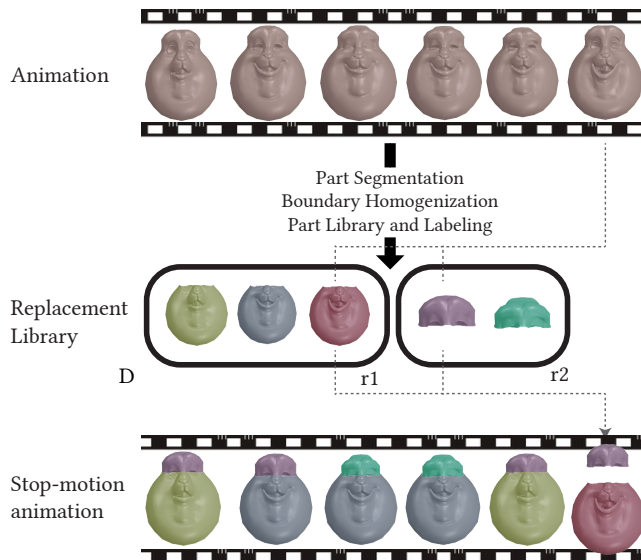 Animation
Part Segmentation
Boundary Homogenization
Part Library and Labeling
Replacement
Library
D
r1
r2
Stop-motion
animation